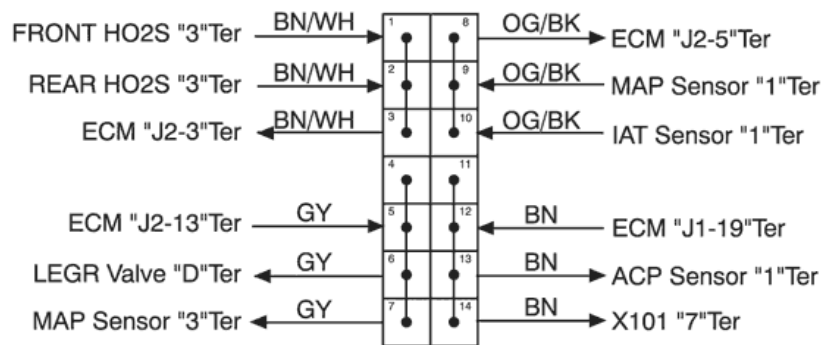 FRONT HO2S "3"Ter BN/WH 1 8 OG/BK ECM "J2-5"Ter
REAR HO2S "3"Ter BN/WH 2 9 OG/BK MAP Sensor "1"Ter
ECM "J2-3"Ter BN/WH 3 10 OG/BK IAT Sensor "1"Ter
4 11
ECM "J2-13"Ter GY 5 12 BN ECM "J1-19"Ter
LEGR Valve "D"Ter GY 6 13 BN ACP Sensor "1"Ter
MAP Sensor "3"Ter GY 7 14 BN X101 "7"Ter